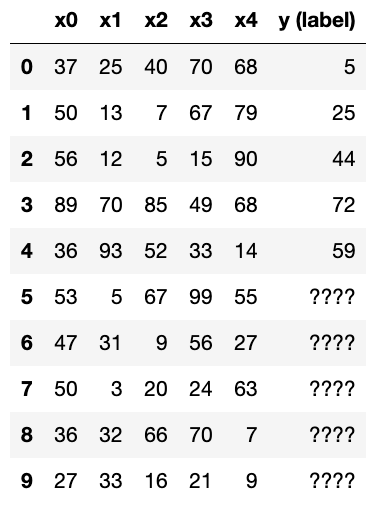 x0 x1 x2 x3 x4 y (label)
0 37 25 40 70 68 5
1 50 13 7 67 79 25
2 56 12 5 15 90 44
3 89 70 85 49 68 72
4 36 93 52 33 14 59
5 53 5 67 99 55 ????
6 47 31 9 56 27 ????
7 50 3 20 24 63 ????
8 36 32 66 70 7 ????
9 27 33 16 21 9 ????